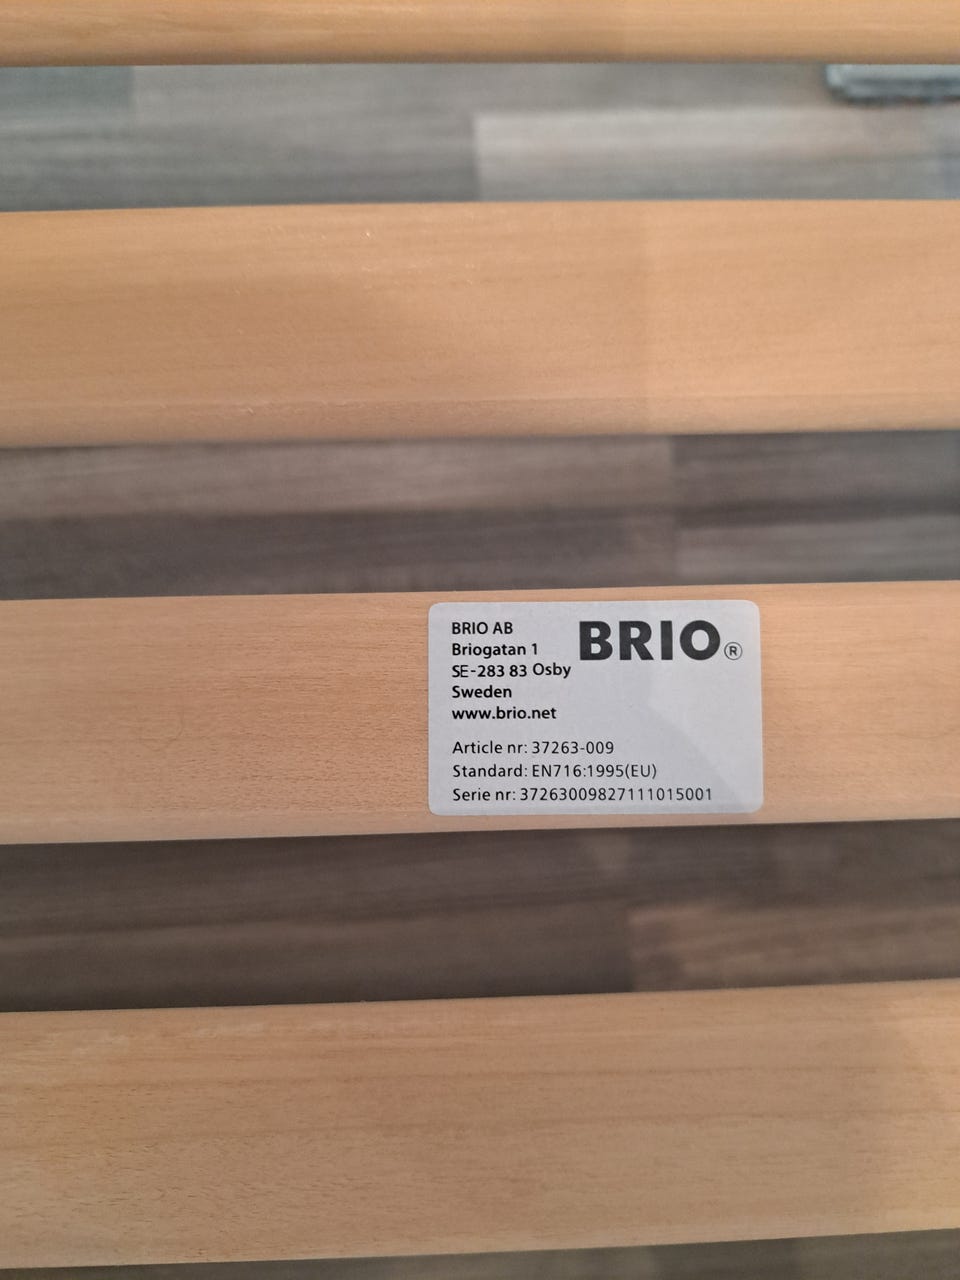 BRIO AB
Briogatan 1
SE-283 83 Osby
Sweden
www.brio.net
BRIO®
Article nr: 37263-009
Standard: EN716:1995(EU)
Serie nr: 37263009827111015001